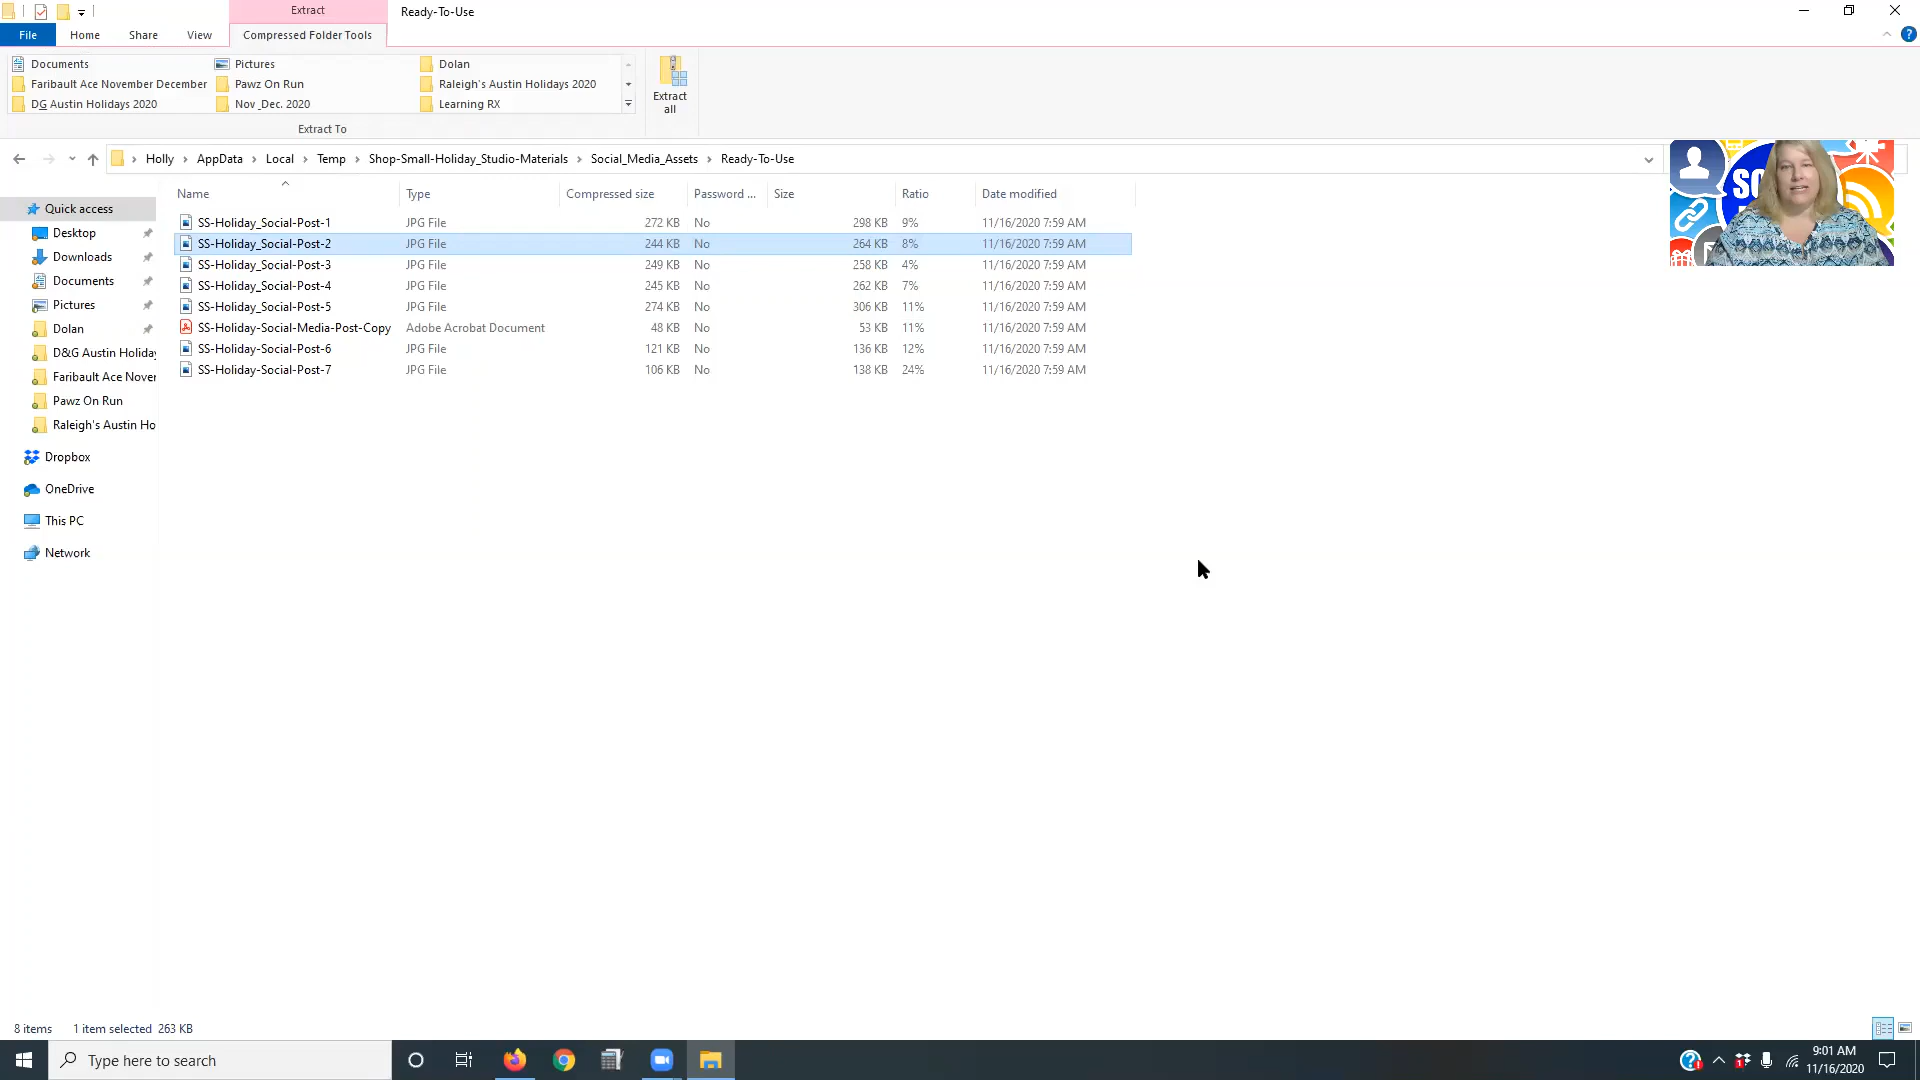 Extract
Ready-To-Use
File
Home
Share
View
Compressed Folder Tools
Documents
Pictures
Dolan
Faribault Ace November December
Pawz On Run
Raleigh's Austin Holidays 2020
DG Austin Holidays 2020
Nov _Dec. 2020
Learning RX
Extract all
Extract To
Holly > AppData > Local > Temp > Shop-Small-Holiday_Studio-Materials > Social_Media_Assets > Ready-To-Use
Name Type Compressed size Password ... Size Ratio Date modified
SS-Holiday_Social-Post-1 JPG File 272 KB No 298 KB 9% 11/16/2020 7:59 AM
SS-Holiday_Social-Post-2 JPG File 244 KB No 264 KB 8% 11/16/2020 7:59 AM
SS-Holiday_Social-Post-3 JPG File 249 KB No 258 KB 4% 11/16/2020 7:59 AM
SS-Holiday_Social-Post-4 JPG File 245 KB No 262 KB 7% 11/16/2020 7:59 AM
SS-Holiday_Social-Post-5 JPG File 274 KB No 306 KB 11% 11/16/2020 7:59 AM
SS-Holiday-Social-Media-Post-Copy Adobe Acrobat Document 48 KB No 53 KB 11% 11/16/2020 7:59 AM
SS-Holiday-Social-Post-6 JPG File 121 KB No 136 KB 12% 11/16/2020 7:59 AM
SS-Holiday-Social-Post-7 JPG File 106 KB No 138 KB 24% 11/16/2020 7:59 AM
Quick access
Desktop
Downloads
Documents
Pictures
Dolan
D&G Austin Holiday
Faribault Ace Nover
Pawz On Run
Raleigh's Austin Ho
Dropbox
OneDrive
This PC
Network
8 items 1 item selected 263 KB
Type here to search
9:01 AM
11/16/2020